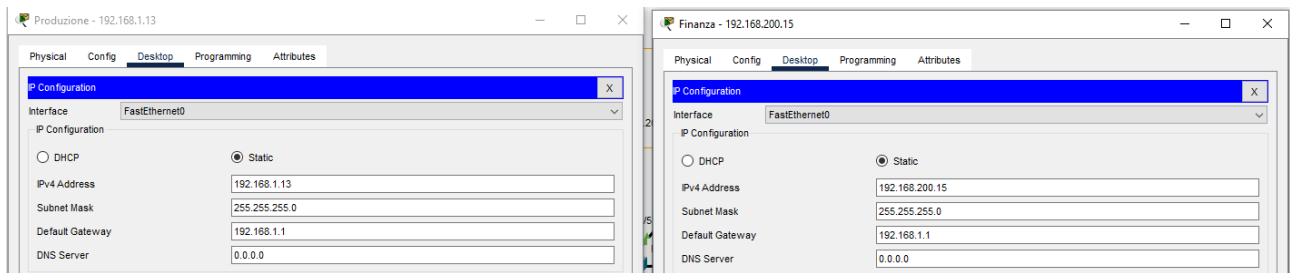 Produzione - 192.168.1.13
Physical Config Desktop Programming Attributes
IP Configuration X
Interface FastEthernet0
IP Configuration
DHCP Static
IPv4 Address 192.168.1.13
Subnet Mask 255.255.255.0
Default Gateway 192.168.1.1
DNS Server 0.0.0.0
Finanza - 192.168.200.15
Physical Config Desktop Programming Attributes
IP Configuration X
Interface FastEthernet0
IP Configuration
DHCP Static
IPv4 Address 192.168.200.15
Subnet Mask 255.255.255.0
Default Gateway 192.168.1.1
DNS Server 0.0.0.0